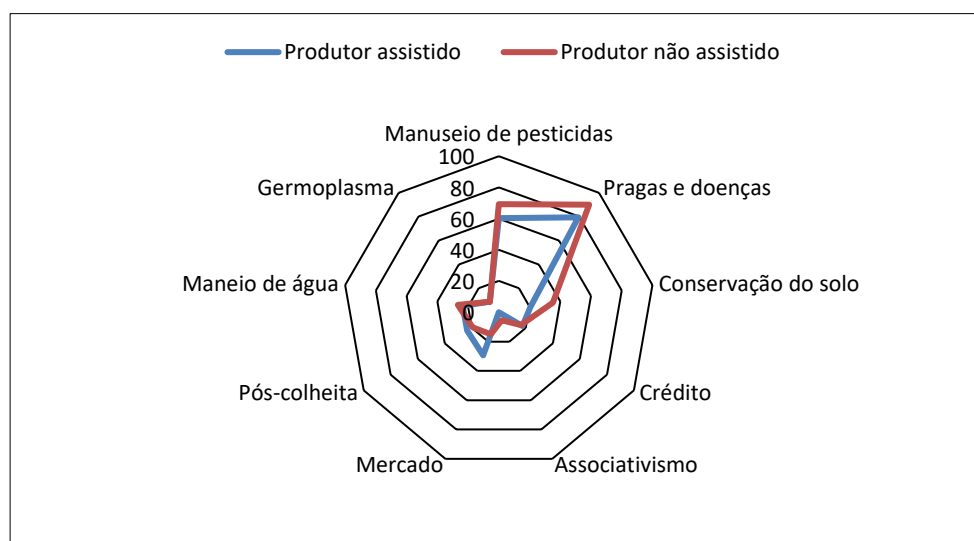 Produtor assistido
Produtor não assistido
Manuseio de pesticidas
100
80
60
40
20
0
Pragas e doenças
Conservação do solo
Crédito
Associativismo
Mercado
Pós-colheita
Maneio de água
Germoplasma